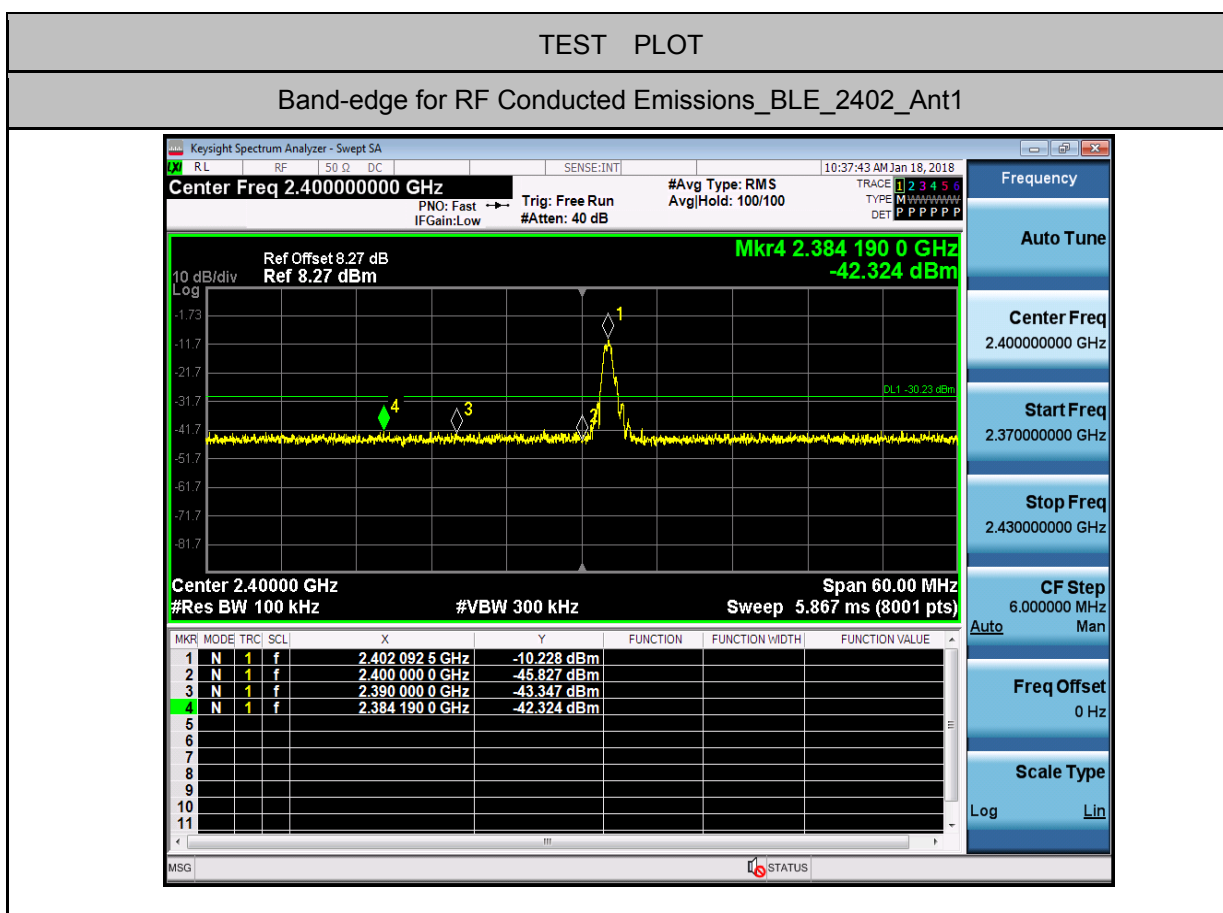 TEST PLOT
Band-edge for RF Conducted Emissions_BLE_2402_Ant1
Keysight Spectrum Analyzer - Swept SA
LXI RL RF 50 Ω DC SENSE:INT 10:37:43 AM Jan 18, 2018
Center Freq 2.400000000 GHz
PNO: Fast
IFGain:Low
Trig: Free Run
#Atten: 40 dB
#Avg Type: RMS
Avg|Hold: 100/100
TRACE 1 2 3 4 5 6
TYPE M WWWWW
DET P P P P P P
Mkr4 2.384 190 0 GHz
-42.324 dBm
Ref Offset 8.27 dB
10 dB/div Ref 8.27 dBm
Log
-1.73
-11.7
-21.7
-31.7
-41.7
-51.7
-61.7
-71.7
-81.7
1
DL1 -30.23 dBm
4
3
2
Center 2.40000 GHz Span 60.00 MHz
#Res BW 100 kHz #VBW 300 kHz Sweep 5.867 ms (8001 pts)
MKR MODE TRC SCL X Y FUNCTION FUNCTION WIDTH FUNCTION VALUE
1 N 1 f 2.402 092 5 GHz -10.228 dBm
2 N 1 f 2.400 000 0 GHz -45.827 dBm
3 N 1 f 2.390 000 0 GHz -43.347 dBm
4 N 1 f 2.384 190 0 GHz -42.324 dBm
5
6
7
8
9
10
11
MSG STATUS
Frequency
Auto Tune
Center Freq
2.400000000 GHz
Start Freq
2.370000000 GHz
Stop Freq
2.430000000 GHz
CF Step
6.000000 MHz
Auto Man
Freq Offset
0 Hz
Scale Type
Log Lin